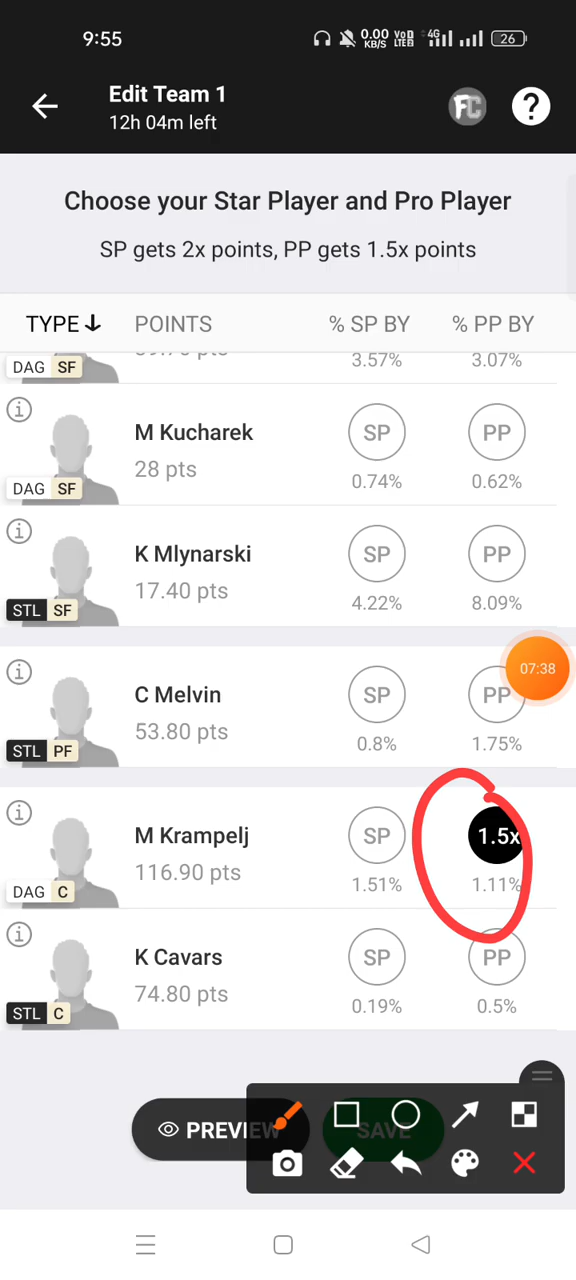 9:55
0.00
KB/S
Vo
LTE
4G
26
Edit Team 1
12h 04m left
FC
?
Choose your Star Player and Pro Player
SP gets 2x points, PP gets 1.5x points
TYPE POINTS % SP BY % PP BY
DAG SF
3.57% 3.07%
M Kucharek
28 pts
SP PP
0.74% 0.62%
DAG SF
K Mlynarski
17.40 pts
SP PP
4.22% 8.09%
STL SF
07:38
C Melvin
53.80 pts
SP PP
0.8% 1.75%
STL PF
M Krampelj
116.90 pts
SP 1.5x
1.51% 1.11%
DAG C
K Cavars
74.80 pts
SP PP
0.19% 0.5%
STL C
PREVIEW
SAVE